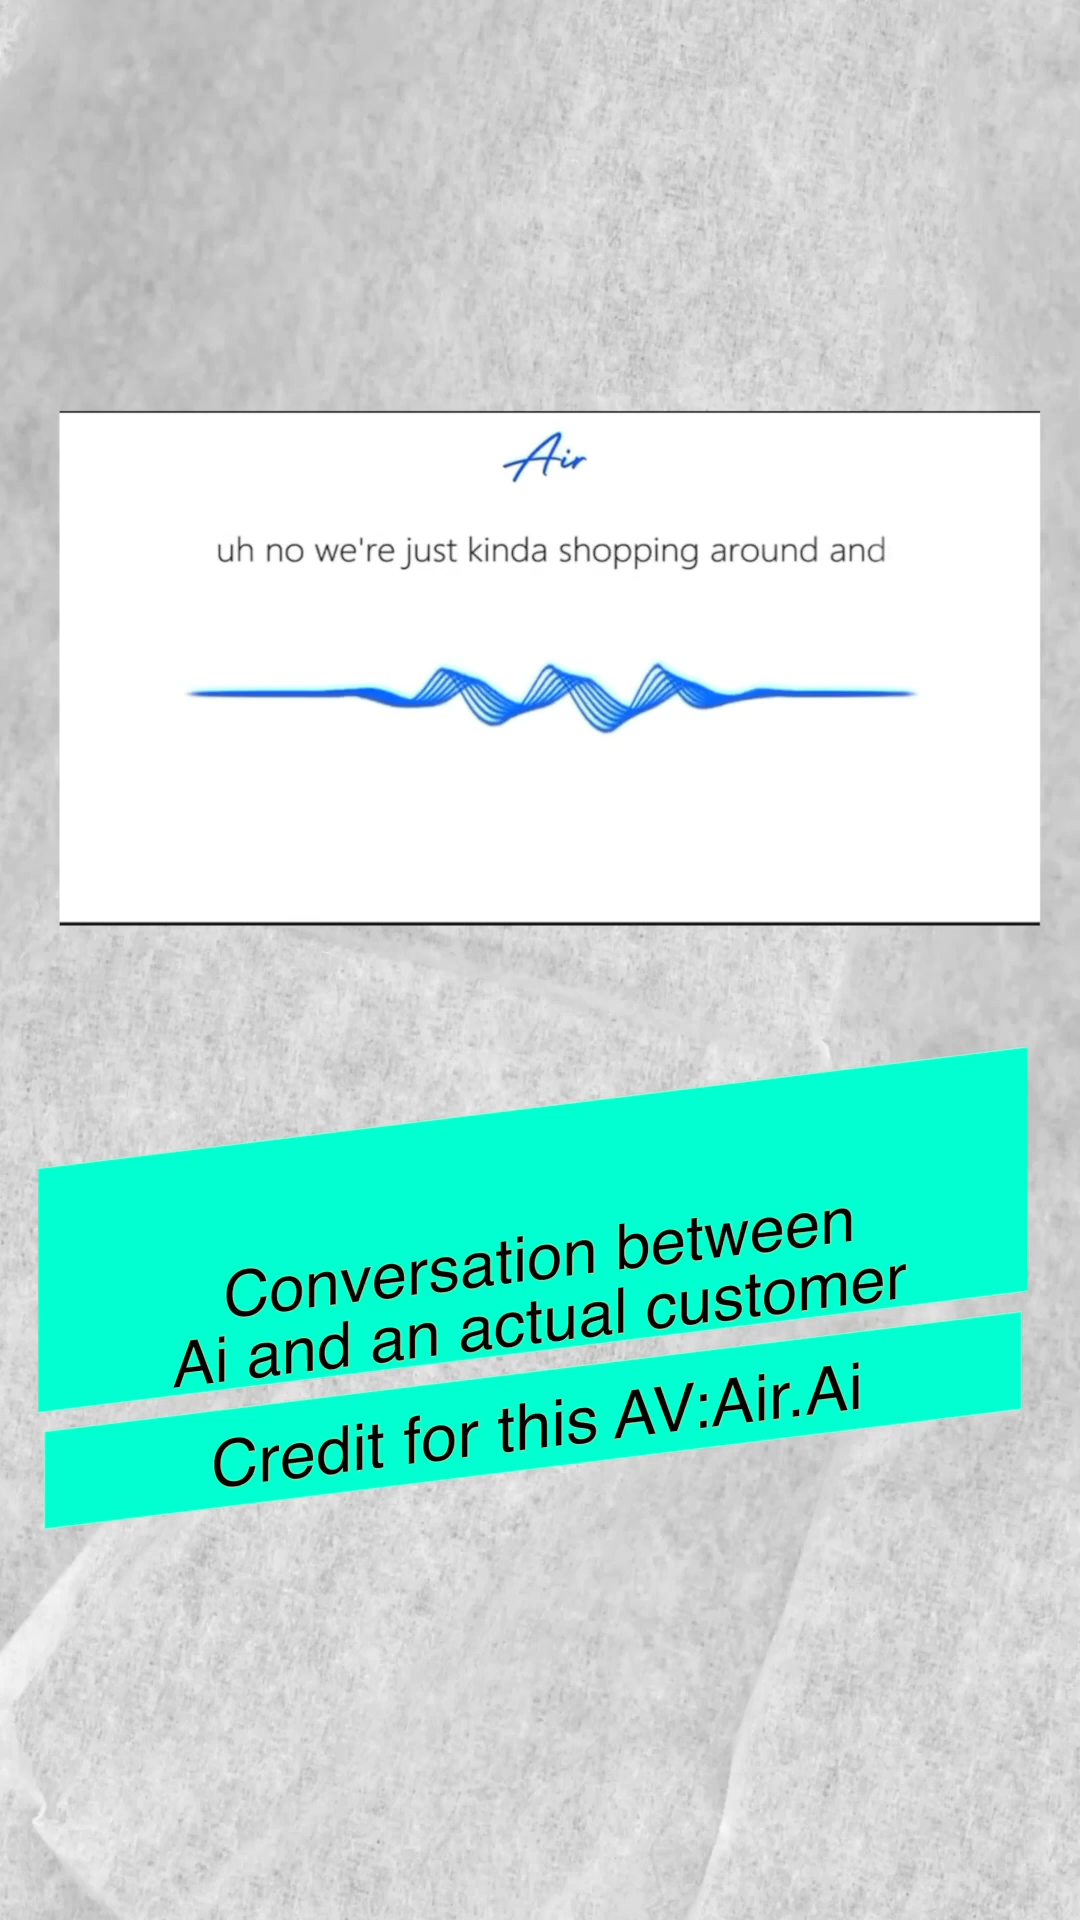 Air
uh no we're just kinda shopping around and
Conversation between
Ai and an actual customer
Credit for this AV:Air.Ai